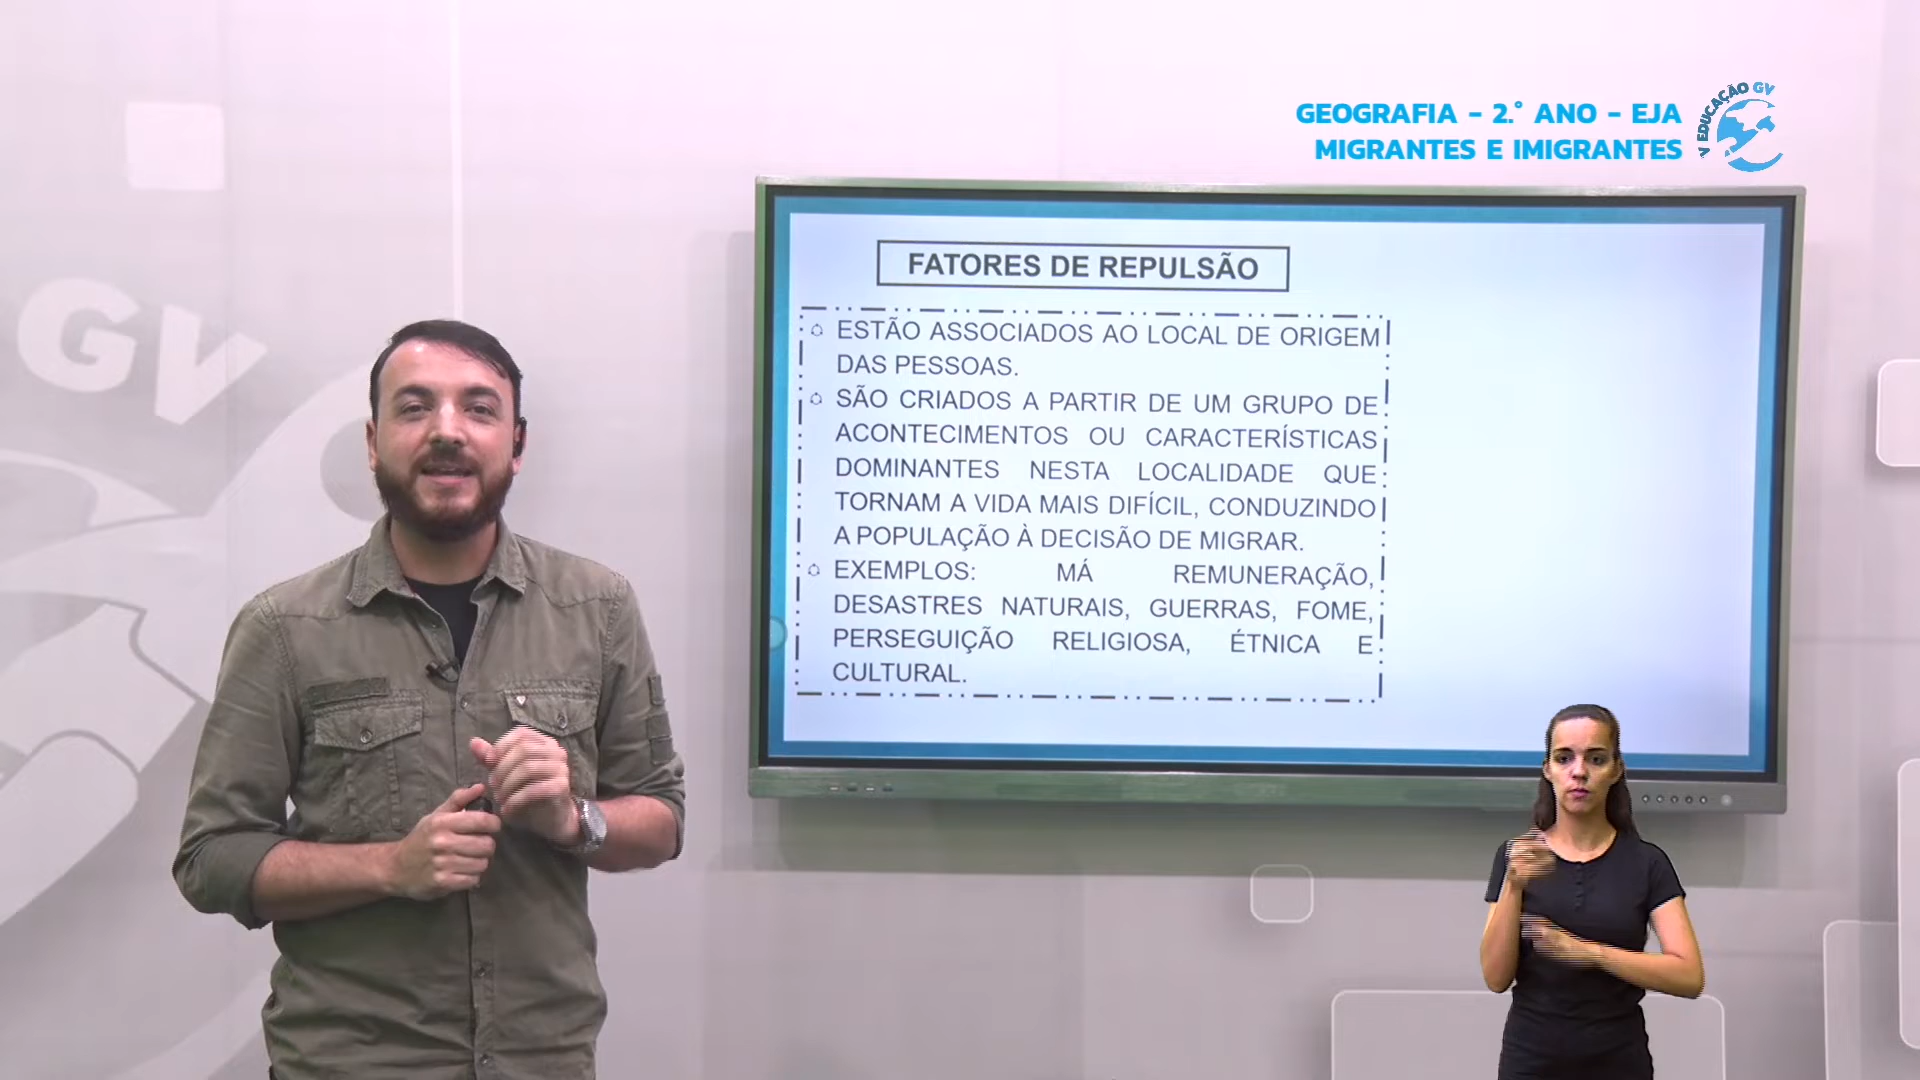 GEOGRAFIA - 2.° ANO - EJA
MIGRANTES E IMIGRANTES
V EDUCAÇÃO GV
FATORES DE REPULSÃO
ESTÃO ASSOCIADOS AO LOCAL DE ORIGEM
DAS PESSOAS.
SÃO CRIADOS A PARTIR DE UM GRUPO DE
ACONTECIMENTOS OU CARACTERÍSTICAS
DOMINANTES NESTA LOCALIDADE QUE
TORNAM A VIDA MAIS DIFÍCIL, CONDUZINDO
A POPULAÇÃO À DECISÃO DE MIGRAR.
EXEMPLOS: MÁ REMUNERAÇÃO,
DESASTRES NATURAIS, GUERRAS, FOME,
PERSEGUIÇÃO RELIGIOSA, ÉTNICA E
CULTURAL.
GV